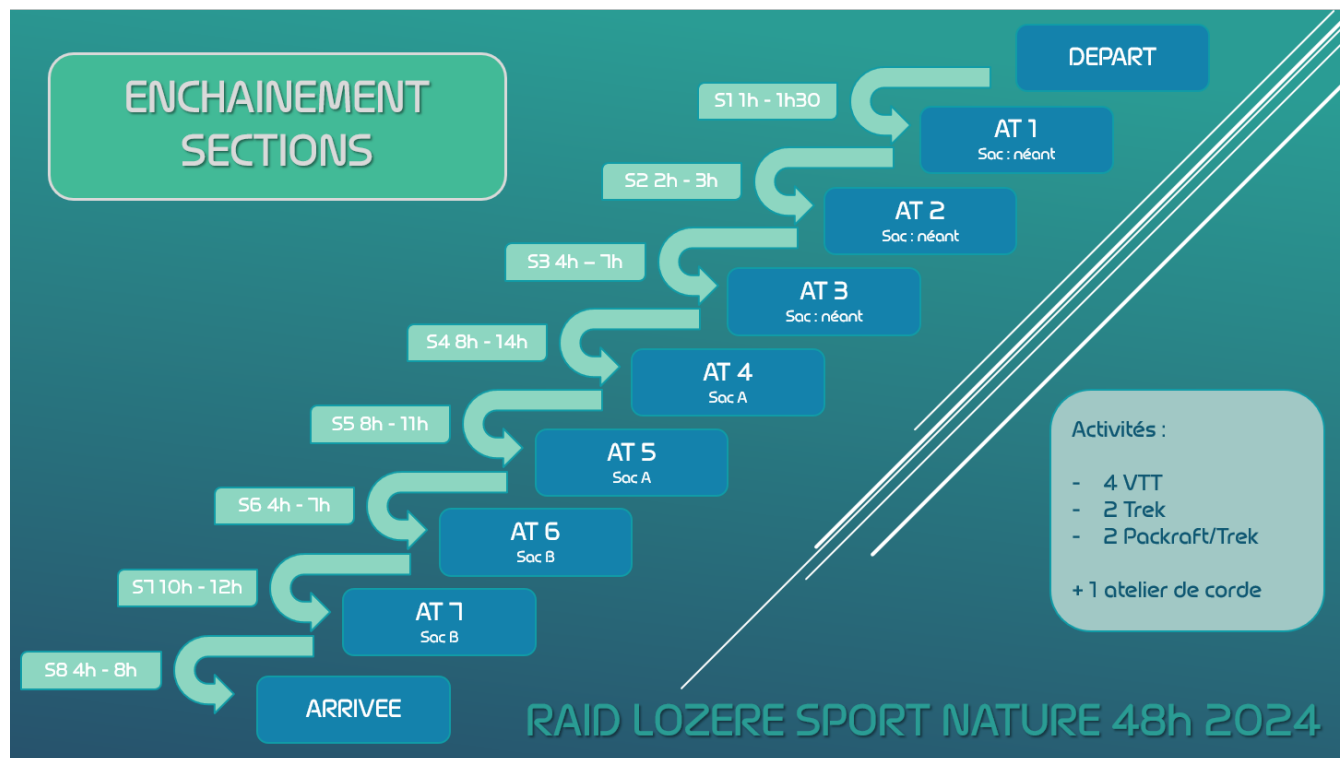 ENCHAINEMENT
SECTIONS
DEPART
S1 1h - 1h30
AT 1
Sac : néant
S2 2h - 3h
AT 2
Sac : néant
S3 4h – 7h
AT 3
Sac : néant
S4 8h - 14h
AT 4
Sac A
S5 8h - 11h
AT 5
Sac A
S6 4h - 7h
AT 6
Sac B
S7 10h - 12h
AT 7
Sac B
S8 4h - 8h
ARRIVEE
Activités :
- 4 VTT
- 2 Trek
- 2 Packraft/Trek
+ 1 atelier de corde
RAID LOZERE SPORT NATURE 48h 2024